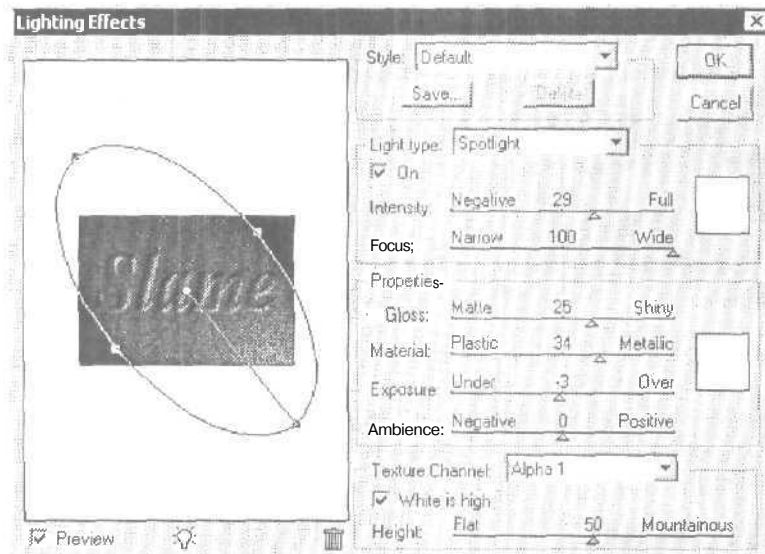 Lighting Effects
Style: Default
OK
Save... Delete
Cancel
Light type: Spotlight
On
Intensity: Negative 29 Full
Focus; Narrow 100 Wide
Properties-
Gloss: Matte 25 Shiny
Material: Plastic 34 Metallic
Exposure: Under -3 Over
Ambience: Negative 0 Positive
Texture Channel: Alpha 1
White is high
Height: Flat 50 Mountainous
Preview